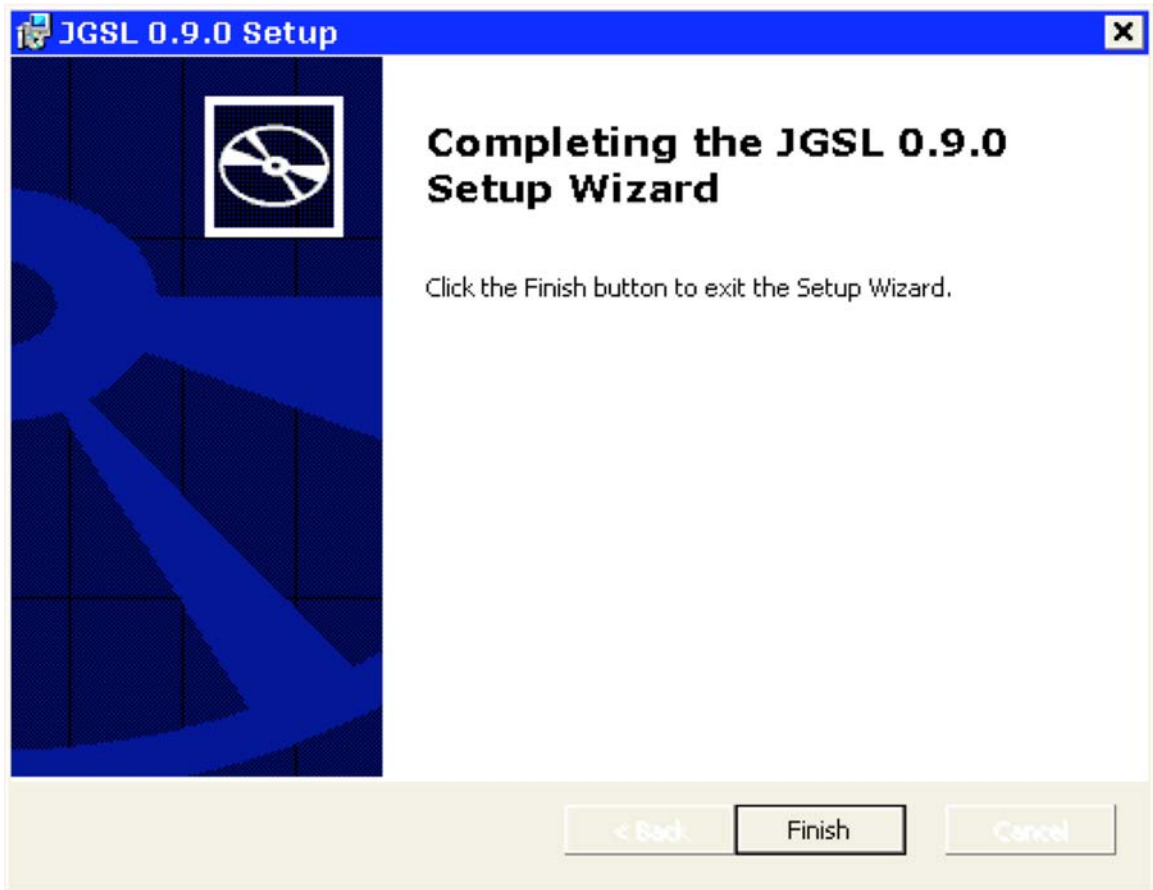 JGSL 0.9.0 Setup
Completing the JGSL 0.9.0
Setup Wizard
Click the Finish button to exit the Setup Wizard.
< Back
Finish
Cancel